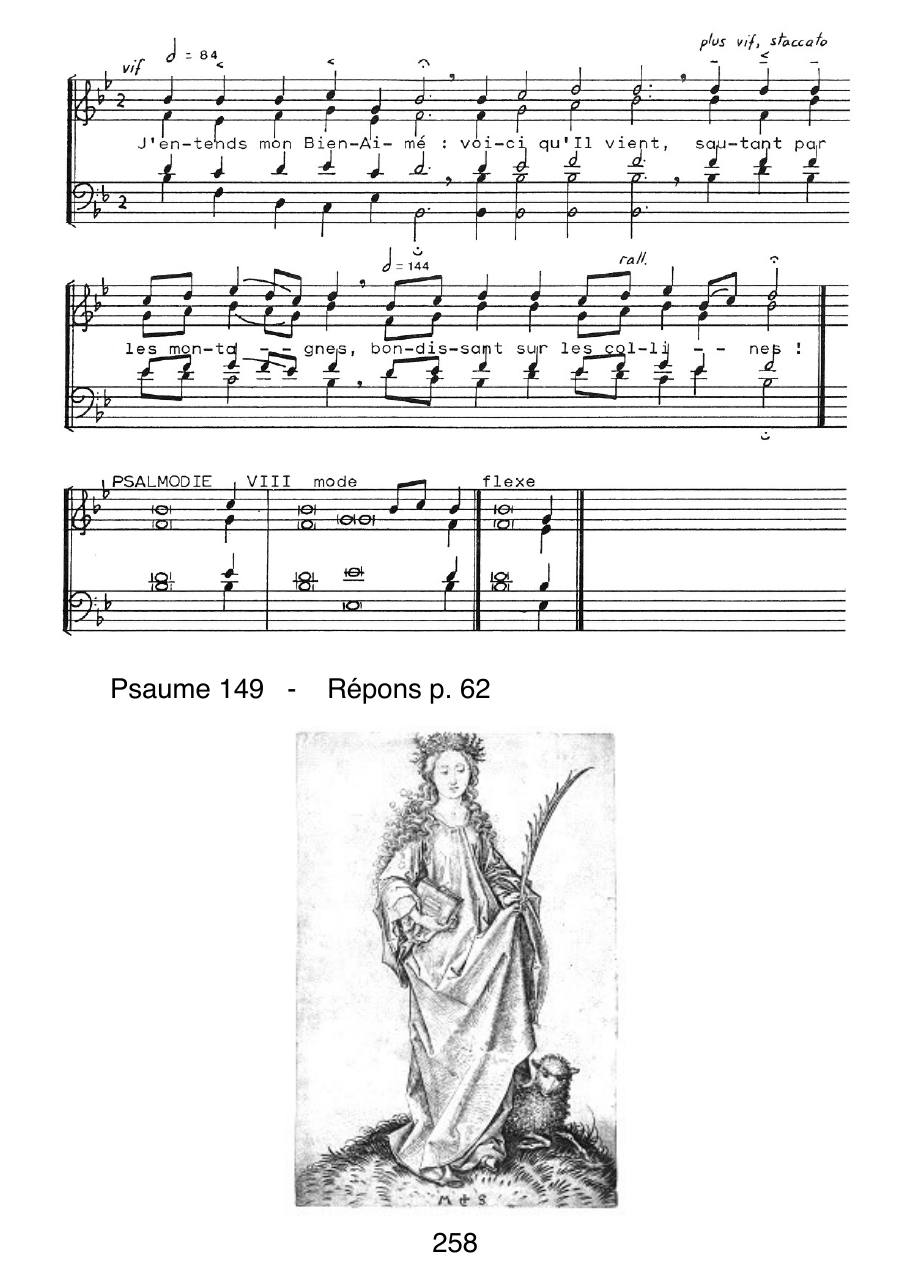 plus vif, staccato
vif 𝅗𝅥 = 84
2
J'en-tends mon Bien-Ai- mé : voi-ci qu'Il vient, sau-tant par
2
𝅗𝅥 = 144 rall.
les mon-ta - - gnes, bon-dis-sant sur les col-li - - nes !
PSALMODIE VIII mode flexe
Psaume 149 - Répons p. 62
M S
258